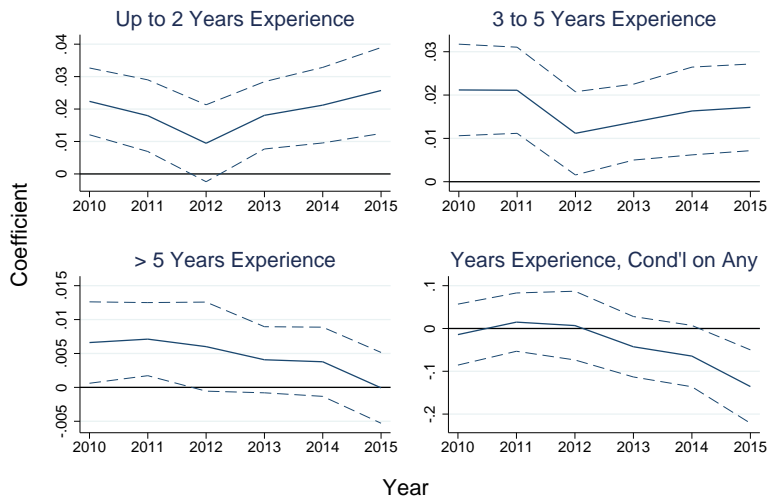 Up to 2 Years Experience
3 to 5 Years Experience
.04
.03
.02
.01
0
2010 2011 2012 2013 2014 2015
.03
.02
.01
0
2010 2011 2012 2013 2014 2015
Coefficient
> 5 Years Experience
Years Experience, Cond'l on Any
.015
.01
.005
0
-.005
2010 2011 2012 2013 2014 2015
.1
0
-.1
-.2
2010 2011 2012 2013 2014 2015
Year